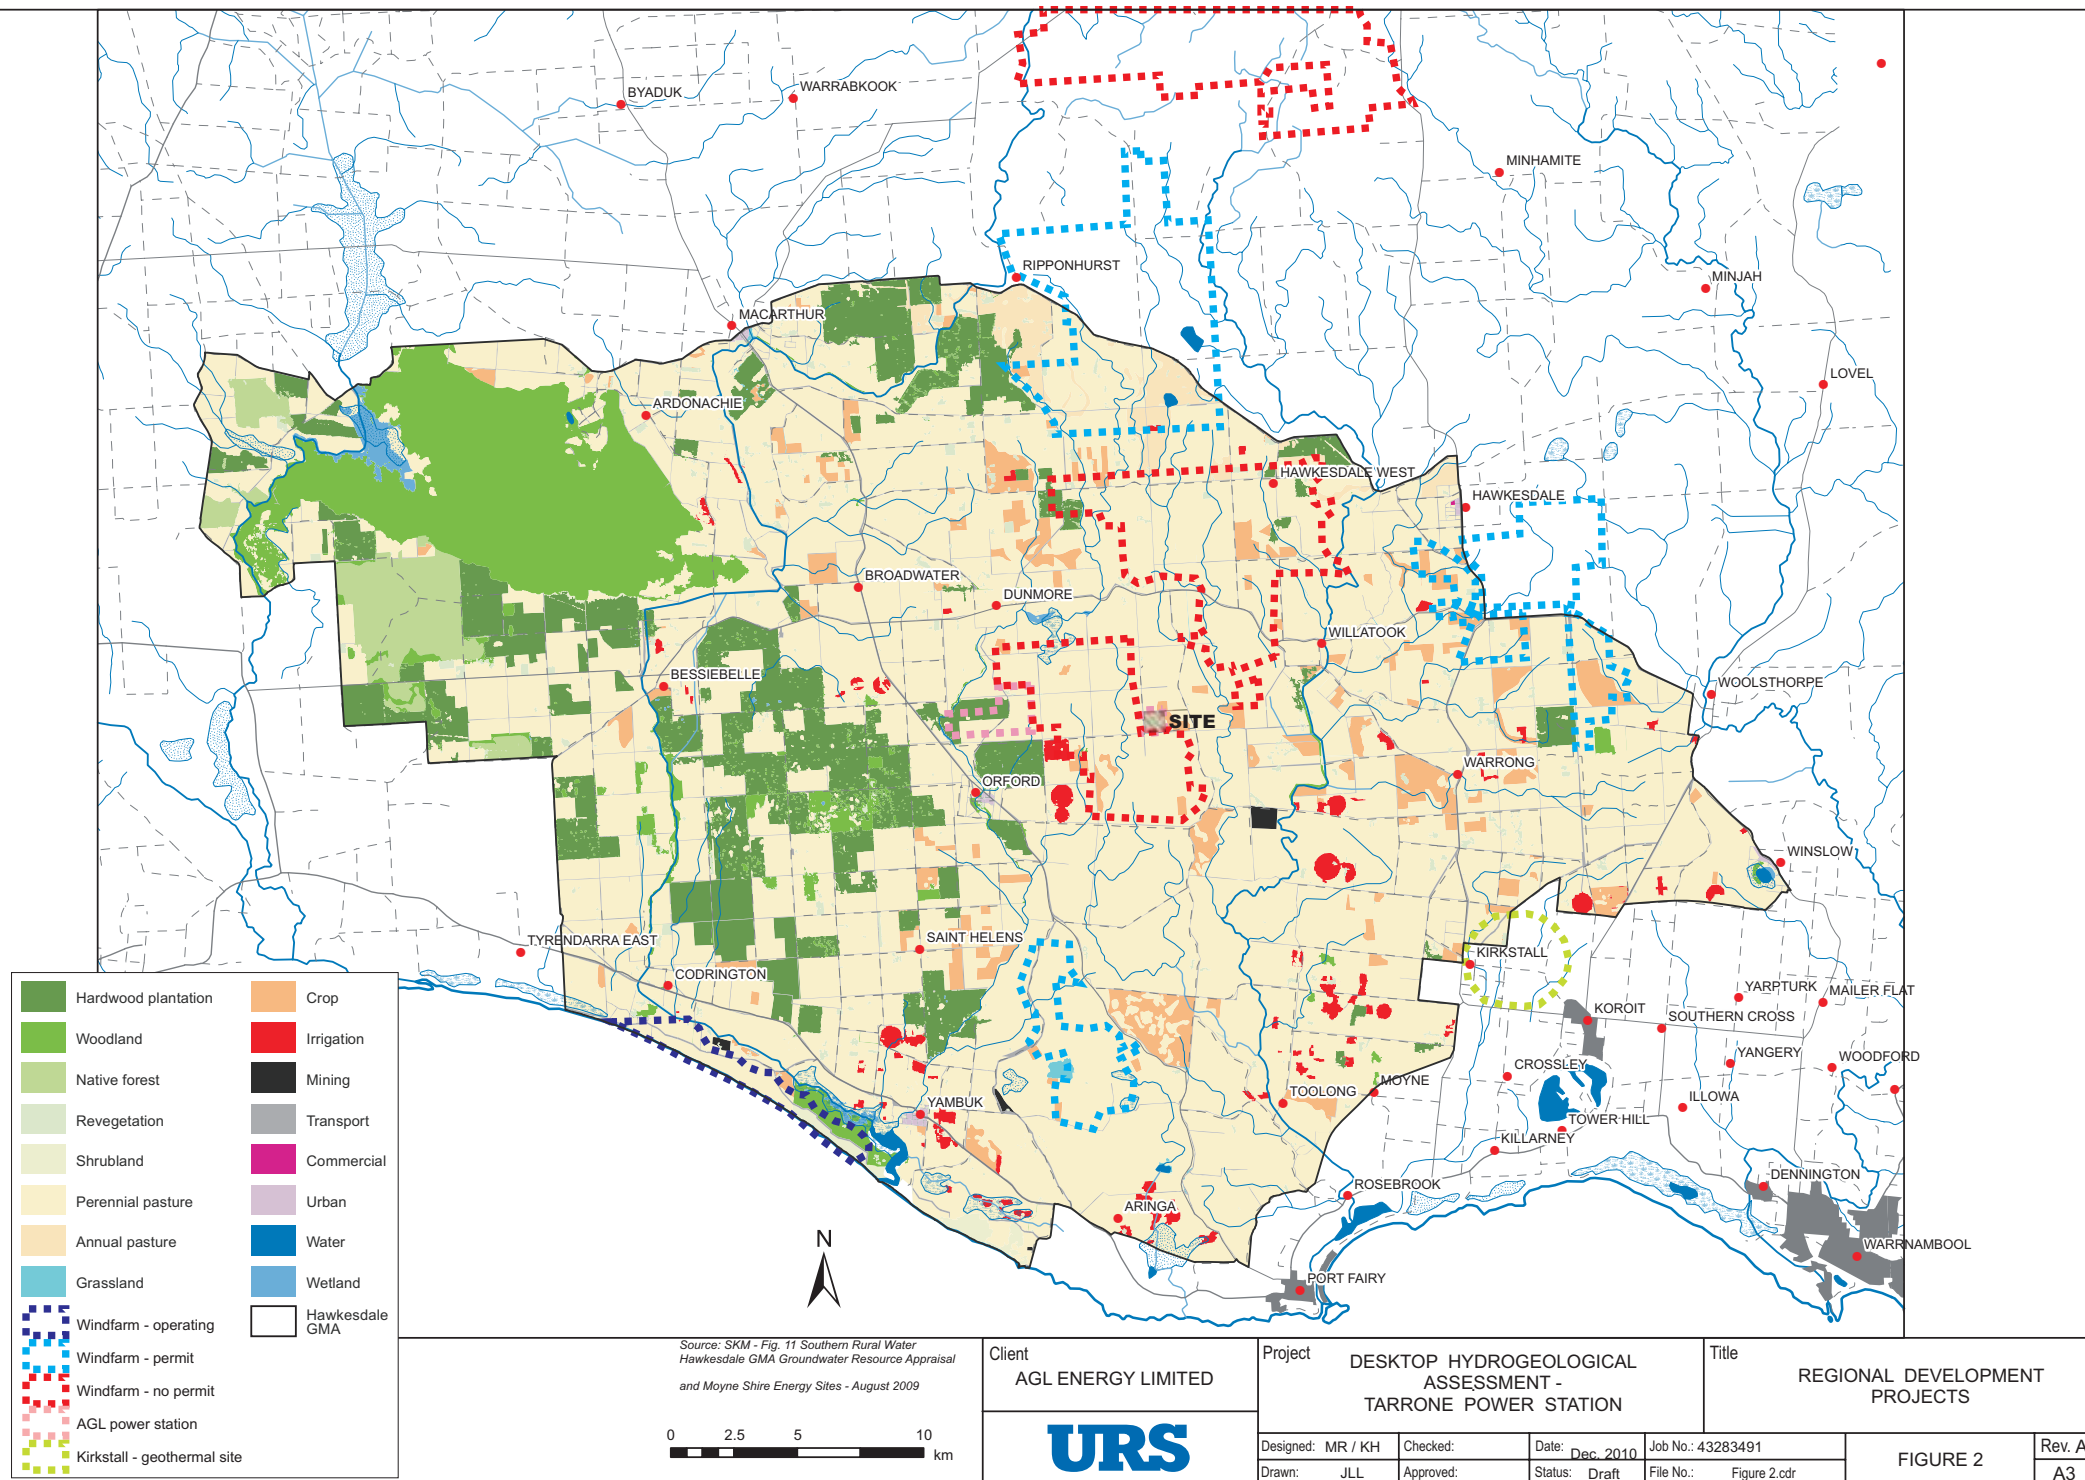 BYADUK
WARRABKOOK
MINHAMITE
RIPPONHURST
MINJAH
MACARTHUR
LOVEL
ARDONACHIE
HAWKESDALE WEST
HAWKESDALE
BROADWATER
DUNMORE
WILLATOOK
BESSIEBELLE
WOOLSTHORPE
SITE
WARRONG
ORFORD
WINSLOW
TYRENDARRA EAST
SAINT HELENS
KIRKSTALL
CODRINGTON
YARPTURK
MAILER FLAT
KOROIT
SOUTHERN CROSS
YANGERY
WOODFORD
CROSSLEY
TOOLONG
MOYNE
ILLOWA
YAMBUK
TOWER HILL
KILLARNEY
DENNINGTON
ROSEBROOK
ARINGA
WARRNAMBOOL
PORT FAIRY
N
Hardwood plantation
Woodland
Native forest
Revegetation
Shrubland
Perennial pasture
Annual pasture
Grassland
Windfarm - operating
Windfarm - permit
Windfarm - no permit
AGL power station
Kirkstall - geothermal site
Crop
Irrigation
Mining
Transport
Commercial
Urban
Water
Wetland
Hawkesdale
GMA
Source: SKM - Fig. 11 Southern Rural Water
Hawkesdale GMA Groundwater Resource Appraisal
and Moyne Shire Energy Sites - August 2009
0 2.5 5 10
km
Client
AGL ENERGY LIMITED
URS
Project
DESKTOP HYDROGEOLOGICAL
ASSESSMENT -
TARRONE POWER STATION
Title
REGIONAL DEVELOPMENT
PROJECTS
Designed: MR / KH
Checked:
Date: Dec. 2010
Job No.: 43283491
Drawn: JLL
Approved:
Status: Draft
File No.: Figure 2.cdr
FIGURE 2
Rev. A
A3